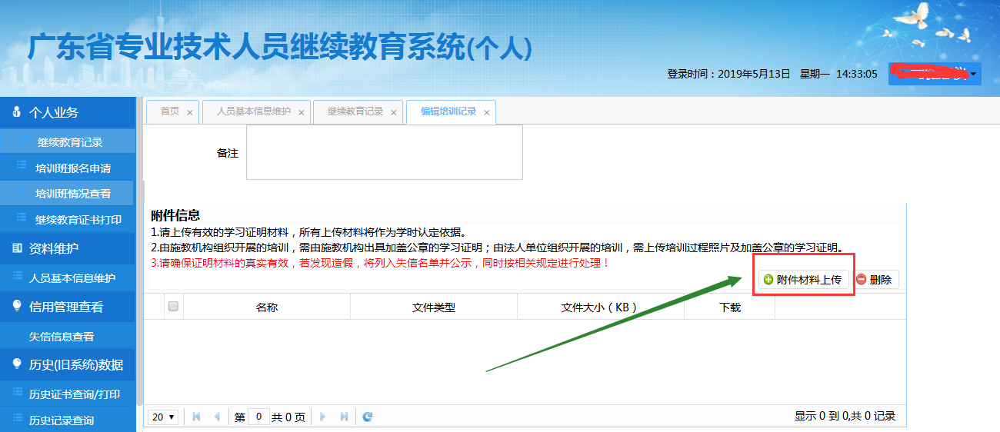 广东省专业技术人员继续教育系统(个人)
登录时间：2019年5月13日 星期一 14:33:05
个人业务
继续教育记录
培训班报名申请
培训班情况查看
继续教育证书打印
资料维护
人员基本信息维护
信用管理查看
失信信息查看
历史(旧系统)数据
历史证书查询/打印
历史记录查询
首页 × 人员基本信息维护 × 继续教育记录 × 编辑培训记录 ×
备注
附件信息
1.请上传有效的学习证明材料，所有上传材料将作为学时认定依据。
2.由施教机构组织开展的培训，需由施教机构出具加盖公章的学习证明；由法人单位组织开展的培训，需上传培训过程照片及加盖公章的学习证明。
3.请确保证明材料的真实有效，若发现造假，将列入失信名单并公示，同时按相关规定进行处理！
附件材料上传 删除
名称 文件类型 文件大小（KB） 下载
20 第 0 共 0 页 显示 0 到 0,共 0 记录